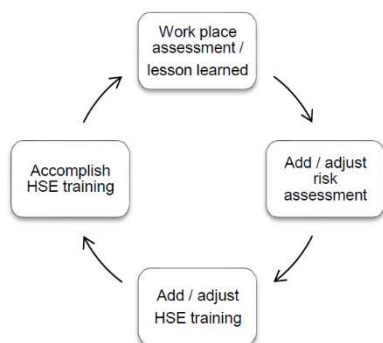 Work place
assessment /
lesson learned
Add / adjust
risk
assessment
Add / adjust
HSE training
Accomplish
HSE training